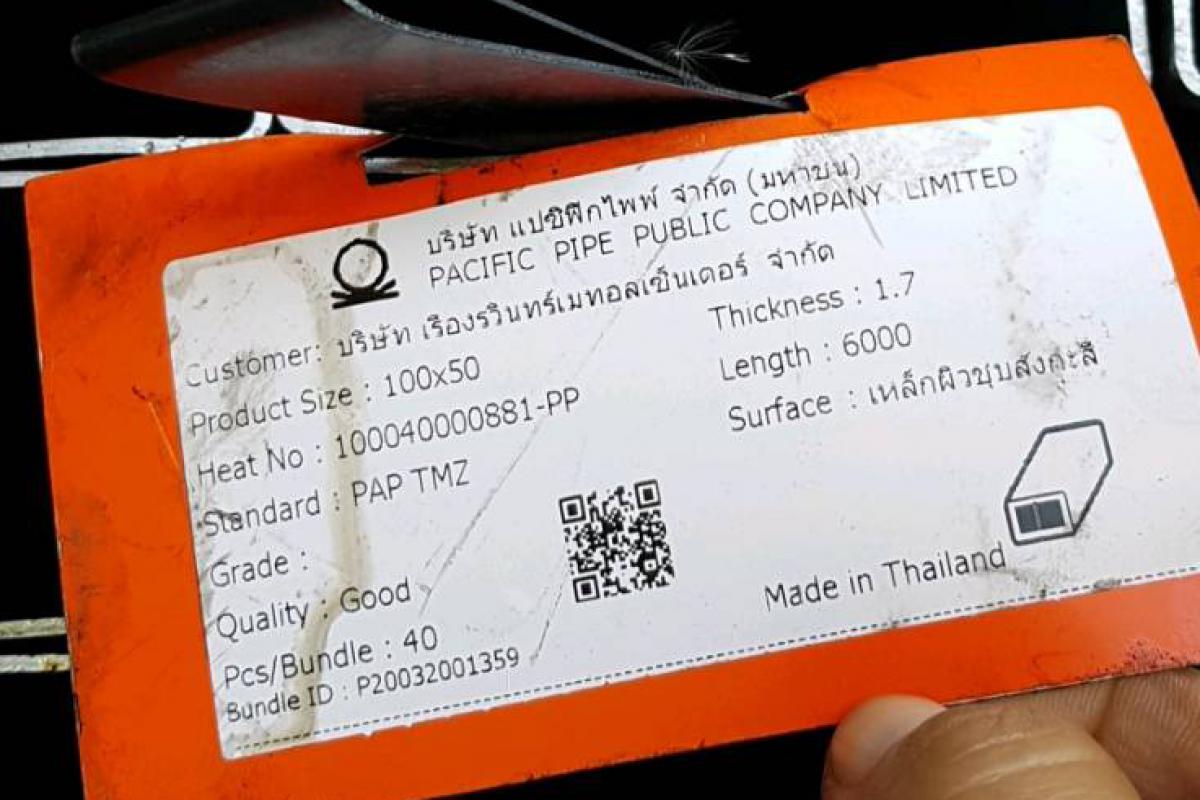 บริษัท แปซิฟิกไพพ์ จำกัด (มหาชน)
PACIFIC PIPE PUBLIC COMPANY LIMITED
Customer: บริษัท เรืองรวินทร์เมทอลเซ็นเตอร์ จำกัด
Product Size : 100x50
Thickness : 1.7
Heat No : 100040000881-PP
Length : 6000
Standard : PAP TMZ
Surface : เหล็กผิวชุบสังกะสี
Grade :
Quality : Good
Pcs/Bundle : 40
Bundle ID : P20032001359
Made in Thailand